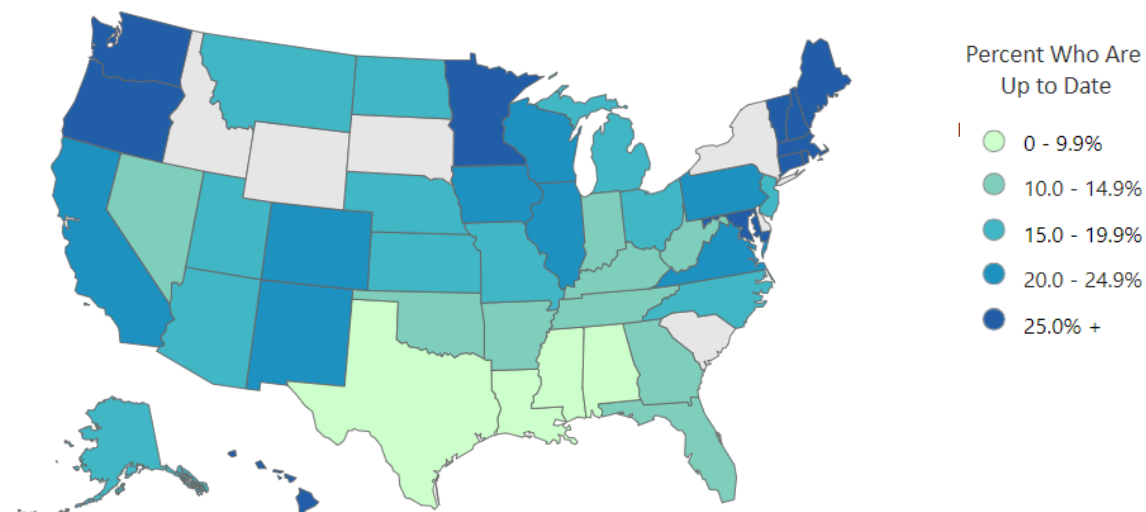 Percent Who Are
Up to Date
0 - 9.9%
10.0 - 14.9%
15.0 - 19.9%
20.0 - 24.9%
25.0% +